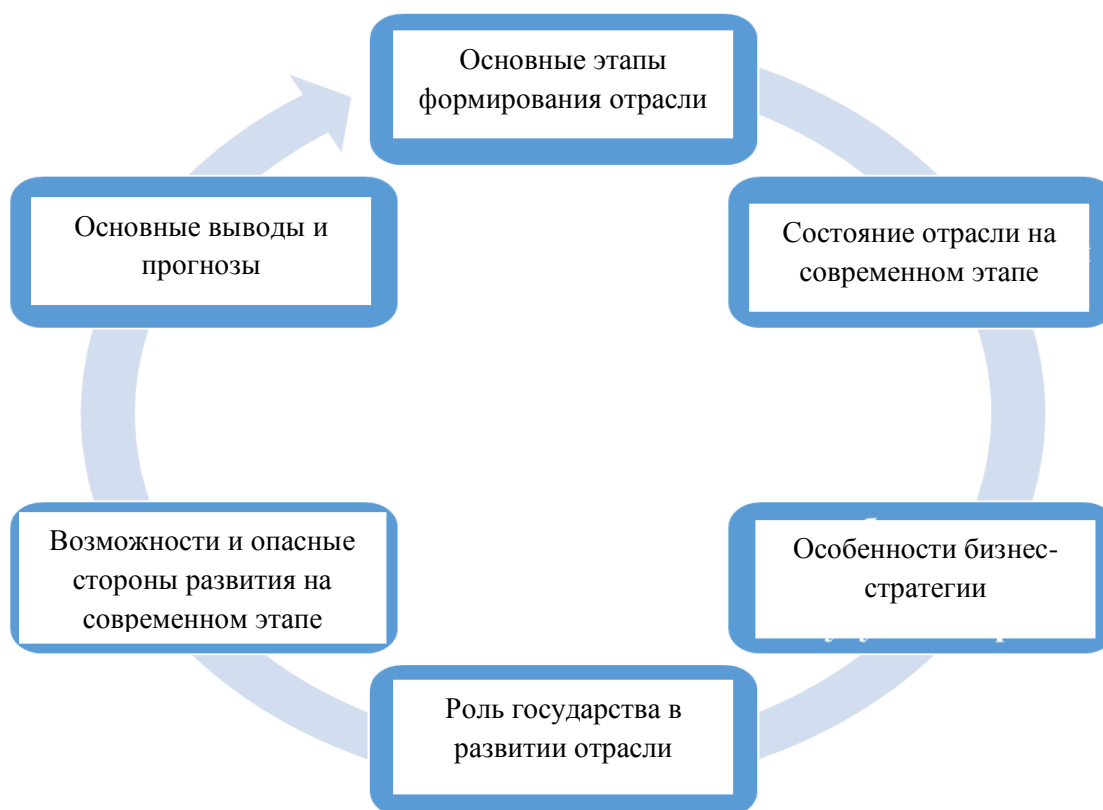 Основные этапы
формирования отрасли
Состояние отрасли на
современном этапе
Особенности бизнес-
стратегии
Роль государства в
развитии отрасли
Возможности и опасные
стороны развития на
современном этапе
Основные выводы и
прогнозы